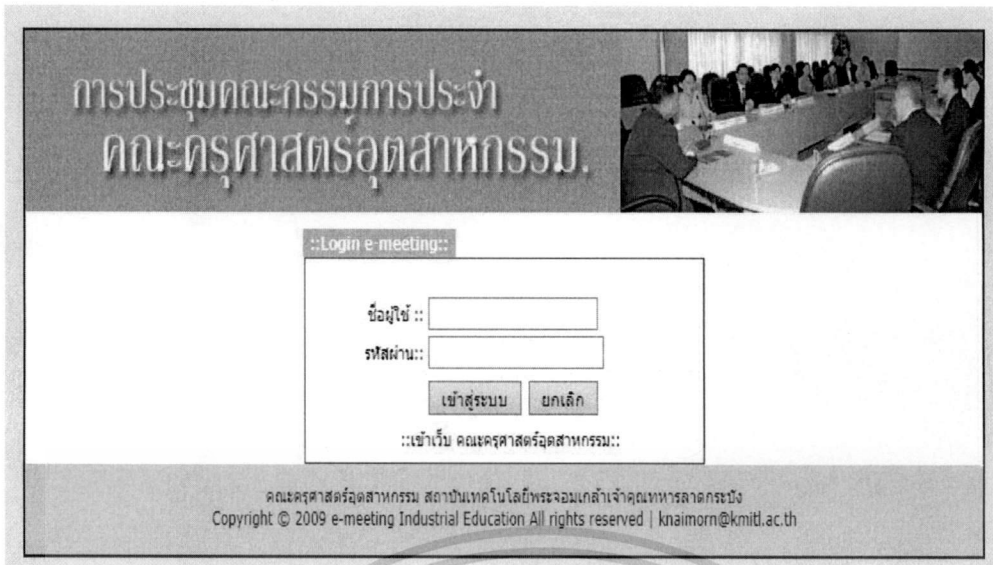 การประชุมคณะกรรมการประจำ
คณะครุศาสตร์อุตสาหกรรม.
::Login e-meeting::
ชื่อผู้ใช้ ::
รหัสผ่าน::
เข้าสู่ระบบ ยกเลิก
::เข้าเว็บ คณะครุศาสตร์อุตสาหกรรม::
คณะครุศาสตร์อุตสาหกรรม สถาบันเทคโนโลยีพระจอมเกล้าเจ้าคุณทหารลาดกระบัง
Copyright © 2009 e-meeting Industrial Education All rights reserved | knaimorn@kmitl.ac.th